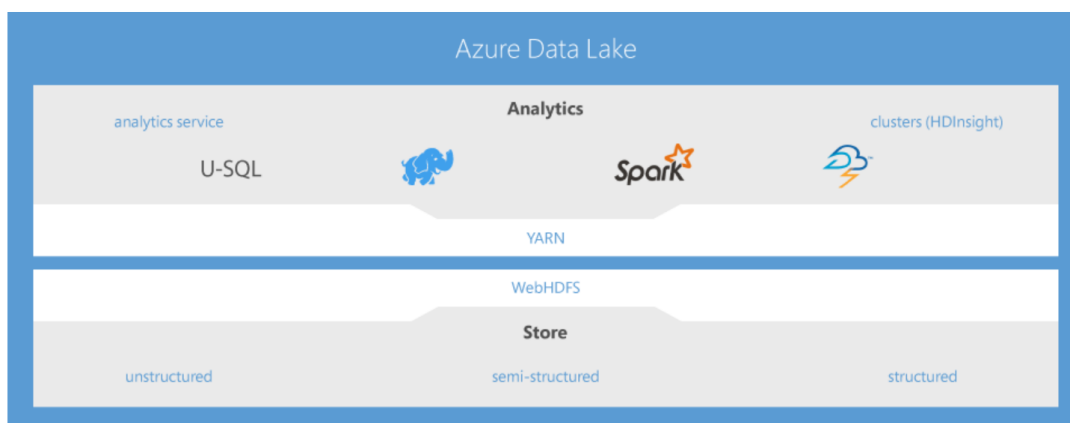 Azure Data Lake
Analytics
analytics service
clusters (HDInsight)
U-SQL
Spark
YARN
WebHDFS
Store
unstructured
semi-structured
structured